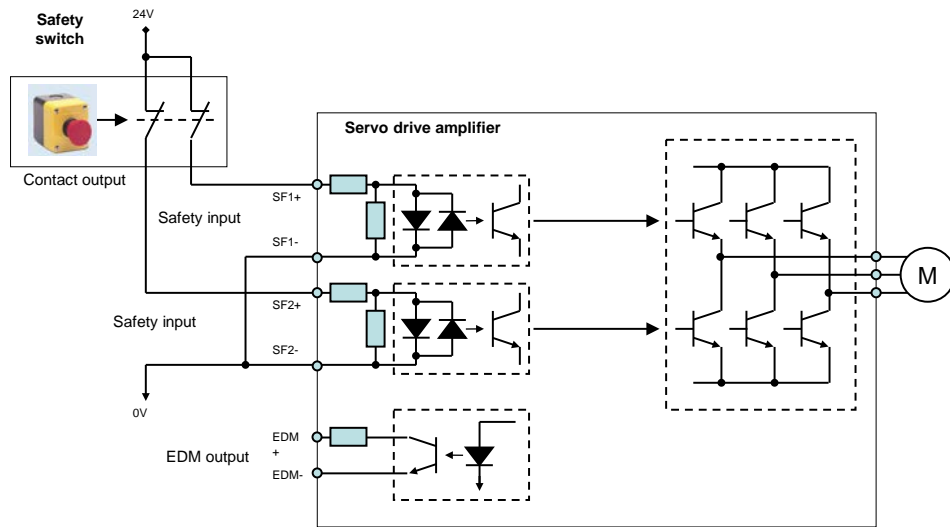 Safety
switch
24V
Servo drive amplifier
Contact output
SF1+
Safety input
SF1-
M
SF2+
Safety input
SF2-
0V
EDM
+
EDM output
EDM-